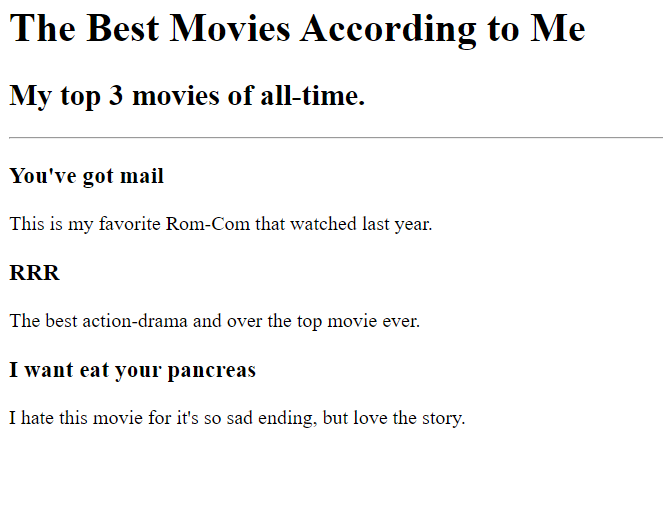 The Best Movies According to Me
My top 3 movies of all-time.
You've got mail
This is my favorite Rom-Com that watched last year.
RRR
The best action-drama and over the top movie ever.
I want eat your pancreas
I hate this movie for it's so sad ending, but love the story.